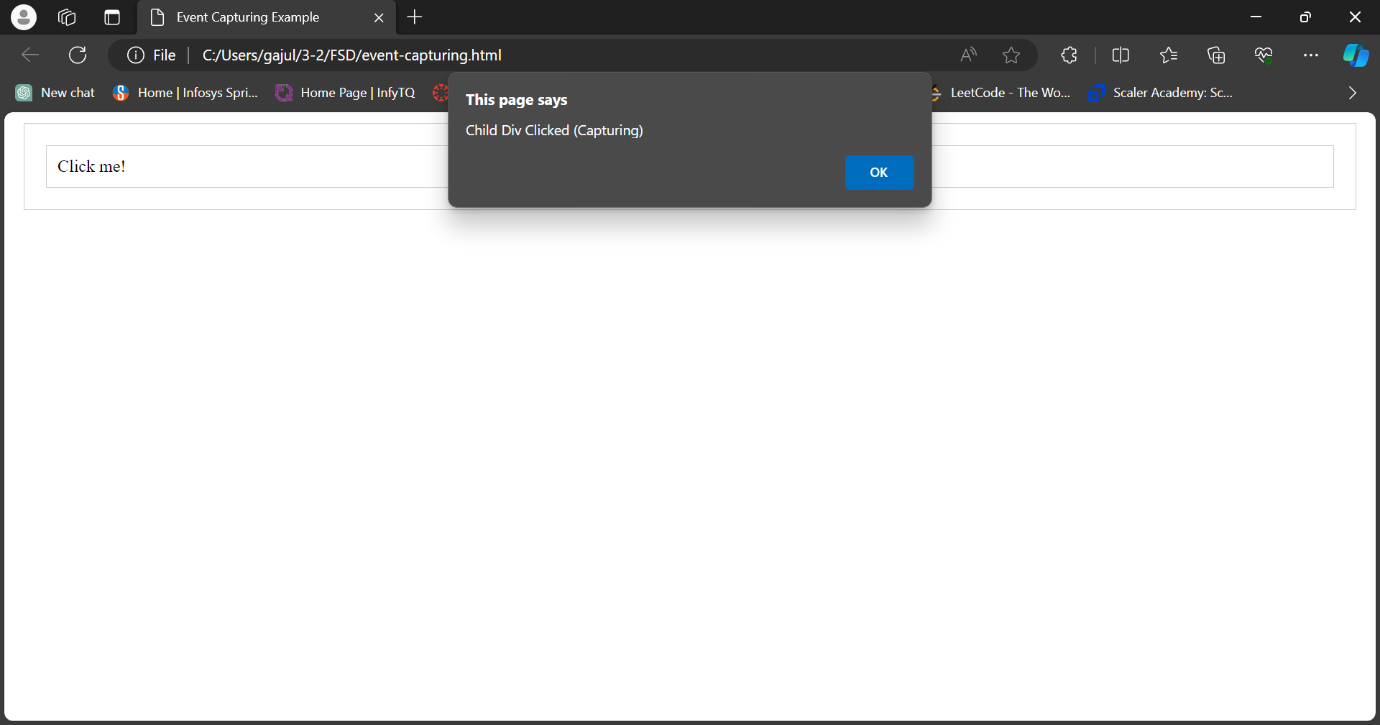 Event Capturing Example
File
C:/Users/gajul/3-2/FSD/event-capturing.html
New chat
Home | Infosys Spri...
Home Page | InfyTQ
LeetCode - The Wo...
Scaler Academy: Sc...
This page says
Child Div Clicked (Capturing)
OK
Click me!